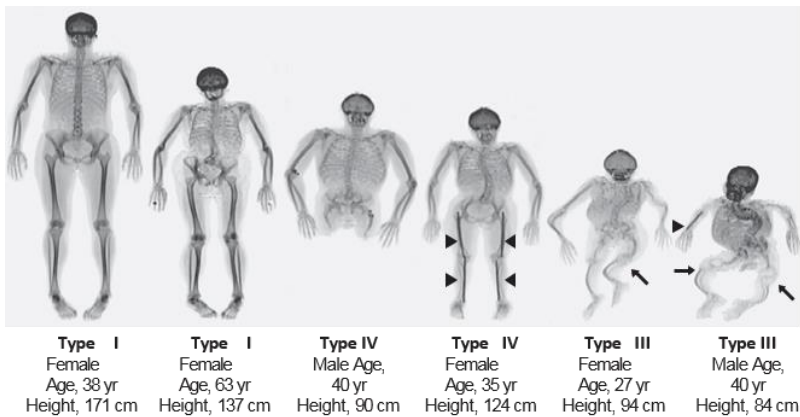 Type I
Female
Age, 38 yr
Height, 171 cm
Type I
Female
Age, 63 yr
Height, 137 cm
Type IV
Male Age,
40 yr
Height, 90 cm
Type IV
Female
Age, 35 yr
Height, 124 cm
Type III
Female
Age, 27 yr
Height, 94 cm
Type III
Male Age,
40 yr
Height, 84 cm